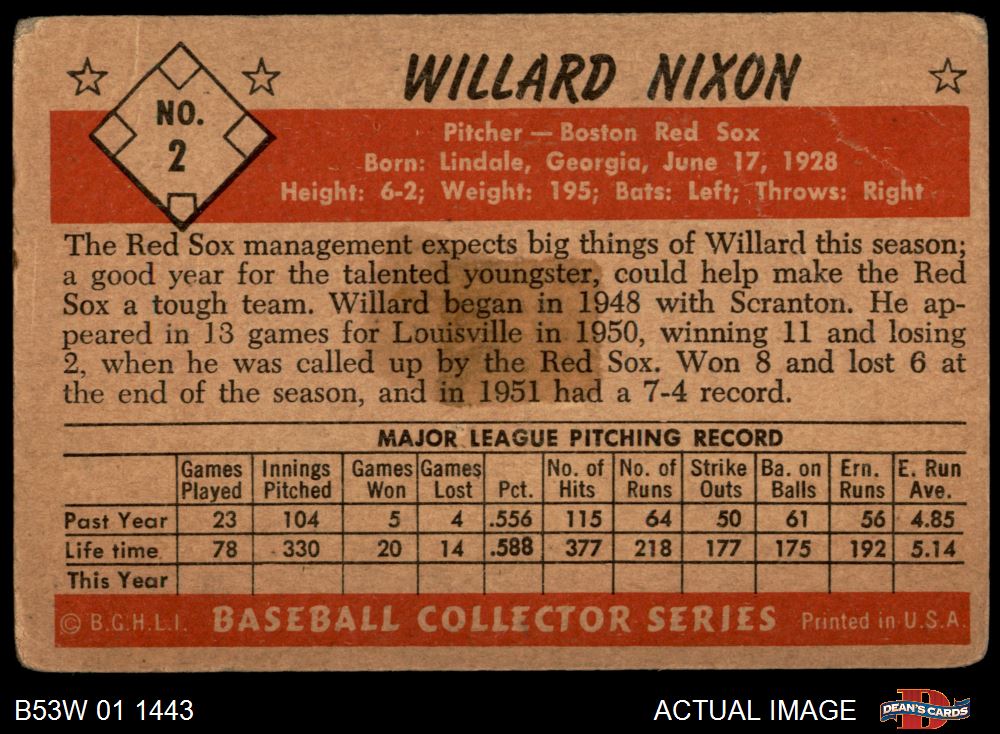 WILLARD NIXON
NO.
2
Pitcher — Boston Red Sox
Born: Lindale, Georgia, June 17, 1928
Height: 6-2; Weight: 195; Bats: Left; Throws: Right
The Red Sox management expects big things of Willard this season;
a good year for the talented youngster, could help make the Red
Sox a tough team. Willard began in 1948 with Scranton. He ap-
peared in 13 games for Louisville in 1950, winning 11 and losing
2, when he was called up by the Red Sox. Won 8 and lost 6 at
the end of the season, and in 1951 had a 7-4 record.
MAJOR LEAGUE PITCHING RECORD
Games Innings Games Games No. of No. of Strike Ba. on Ern. E. Run
Played Pitched Won Lost Pct. Hits Runs Outs Balls Runs Ave.
Past Year 23 104 5 4 .556 115 64 50 61 56 4.85
Life time 78 330 20 14 .588 377 218 177 175 192 5.14
This Year
© B.G.H.L.I. BASEBALL COLLECTOR SERIES Printed in U.S.A.
B53W 01 1443 ACTUAL IMAGE D DEAN'S CARDS